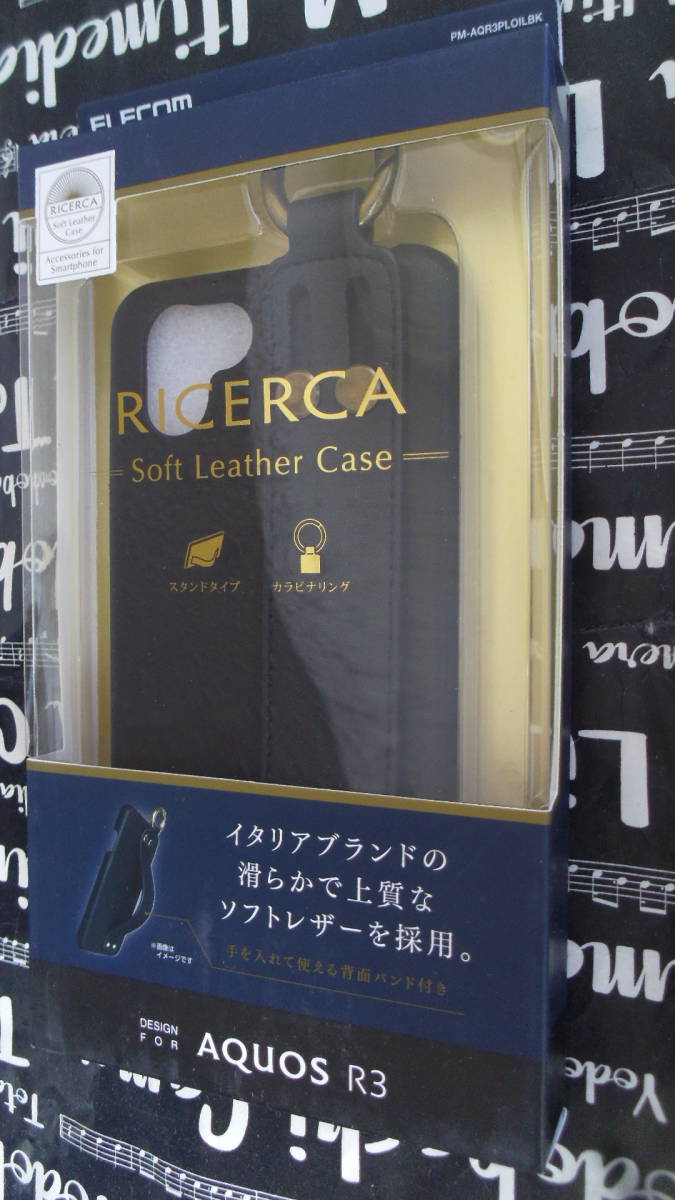 PM-AQR3PLOILBK
ELECOM
RICERCA
Soft Leather
Case
Accessories for
Smartphone
RICERCA
Soft Leather Case
スタンドタイプ
カラビナリング
イタリアブランドの
滑らかで上質な
ソフトレザーを採用。
手を入れて使える背面バンド付き
※画像は
イメージです
DESIGN
FOR
AQUOS R3